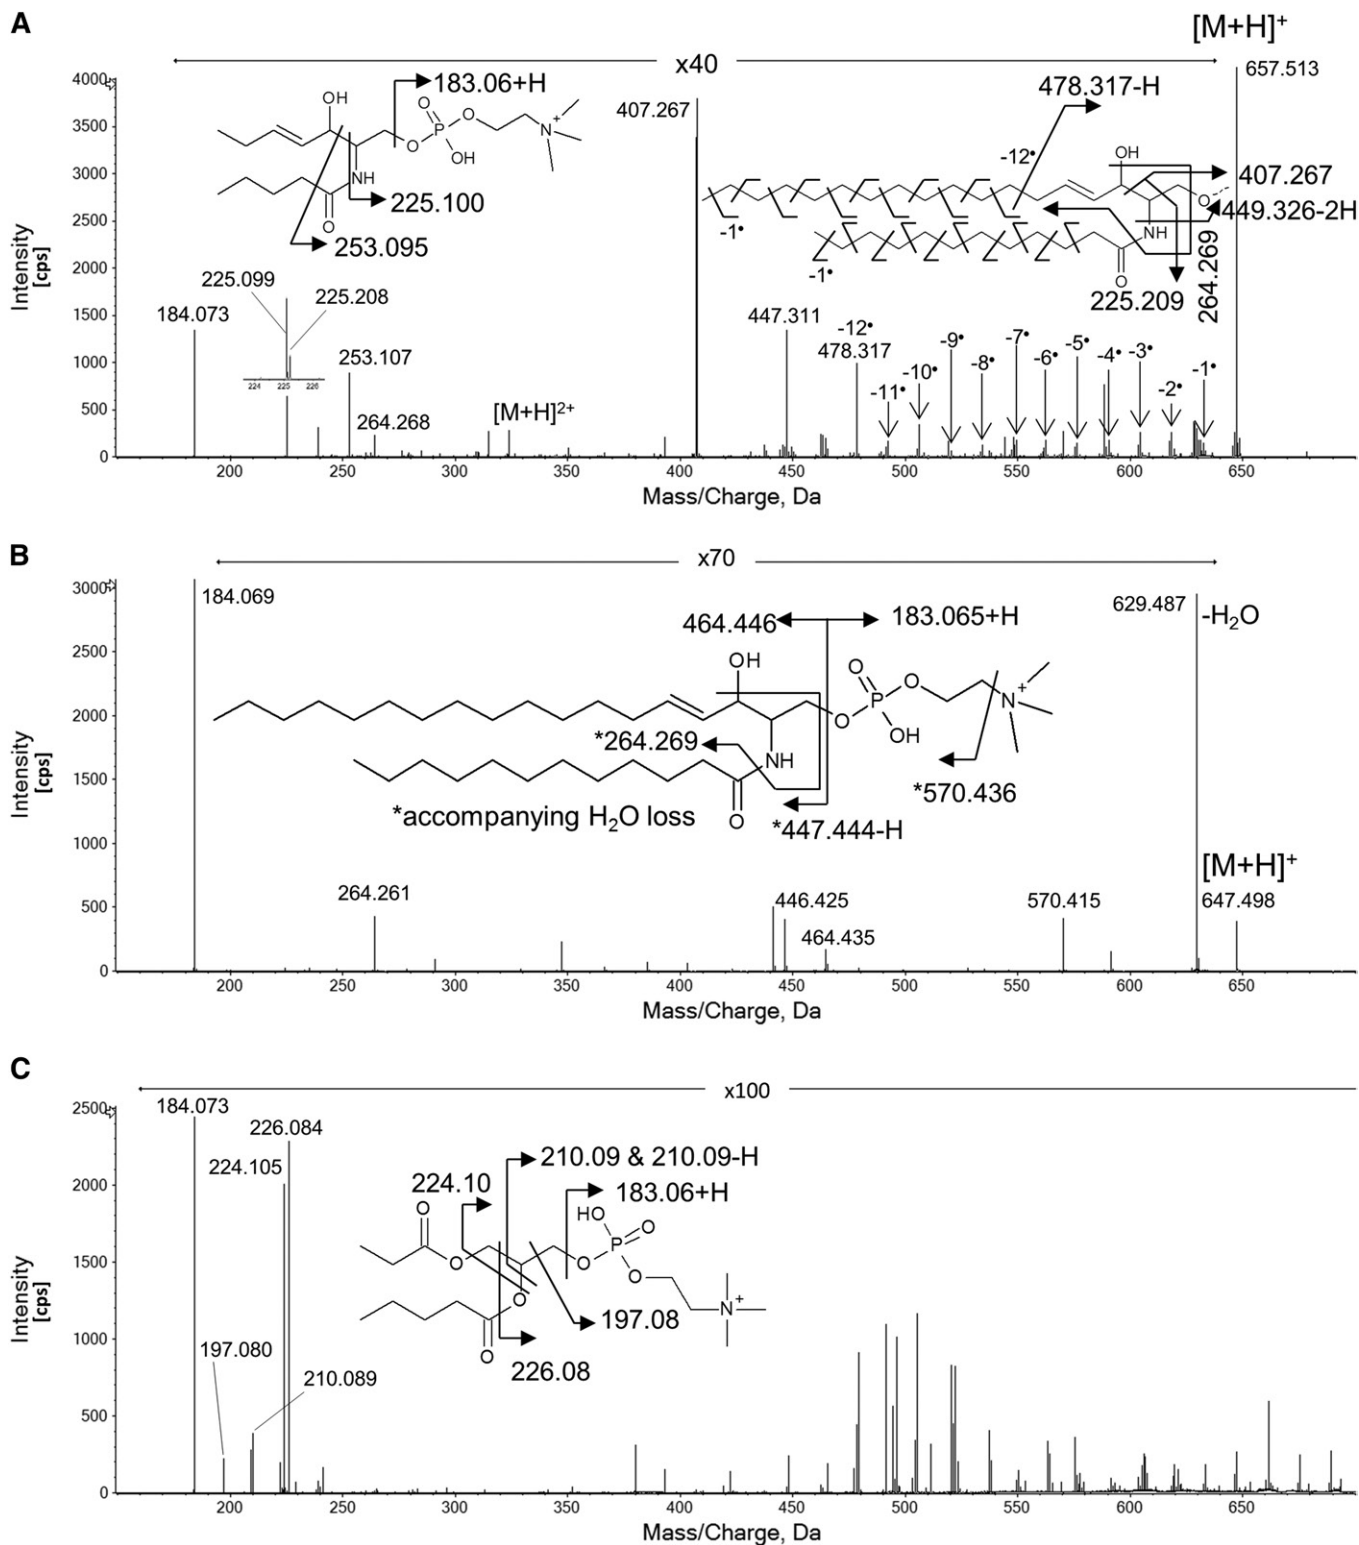 A
[M+H]+
x40
4000
183.06+H
478.317-H
657.513
OH
O
O
P
N+
O
OH
407.267
3500
-12•
OH
3000
NH
407.267
225.100
O
449.326-2H
O
2500
253.095
-1•
NH
-1•
O
264.269
225.209
Intensity
[cps]
2000
225.099
225.208
184.073
1500
447.311
-12•
478.317
253.107
1000
-11•
-10•
-9•
-8•
-7•
-6•
-5•
-4•
-3•
-2•
-1•
224
225
226
500
264.268
[M+H]2+
0
200
250
300
350
400
450
500
550
600
650
Mass/Charge, Da
B
x70
3000
184.069
629.487
-H2O
464.446
183.065+H
2500
OH
O
O
P
N+
O
OH
2000
*264.269
NH
*570.436
1500
*accompanying H2O loss
O
*447.444-H
Intensity
[cps]
1000
[M+H]+
264.261
446.425
570.415
647.498
500
464.435
0
200
250
300
350
400
450
500
550
600
650
Mass/Charge, Da
C
x100
2500
184.073
226.084
210.09 & 210.09-H
224.105
224.10
183.06+H
2000
O
HO
O
P
O
O
O
N+
1500
O
197.08
O
226.08
Intensity
[cps]
1000
197.080
210.089
500
0
200
250
300
350
400
450
500
550
600
650
Mass/Charge, Da